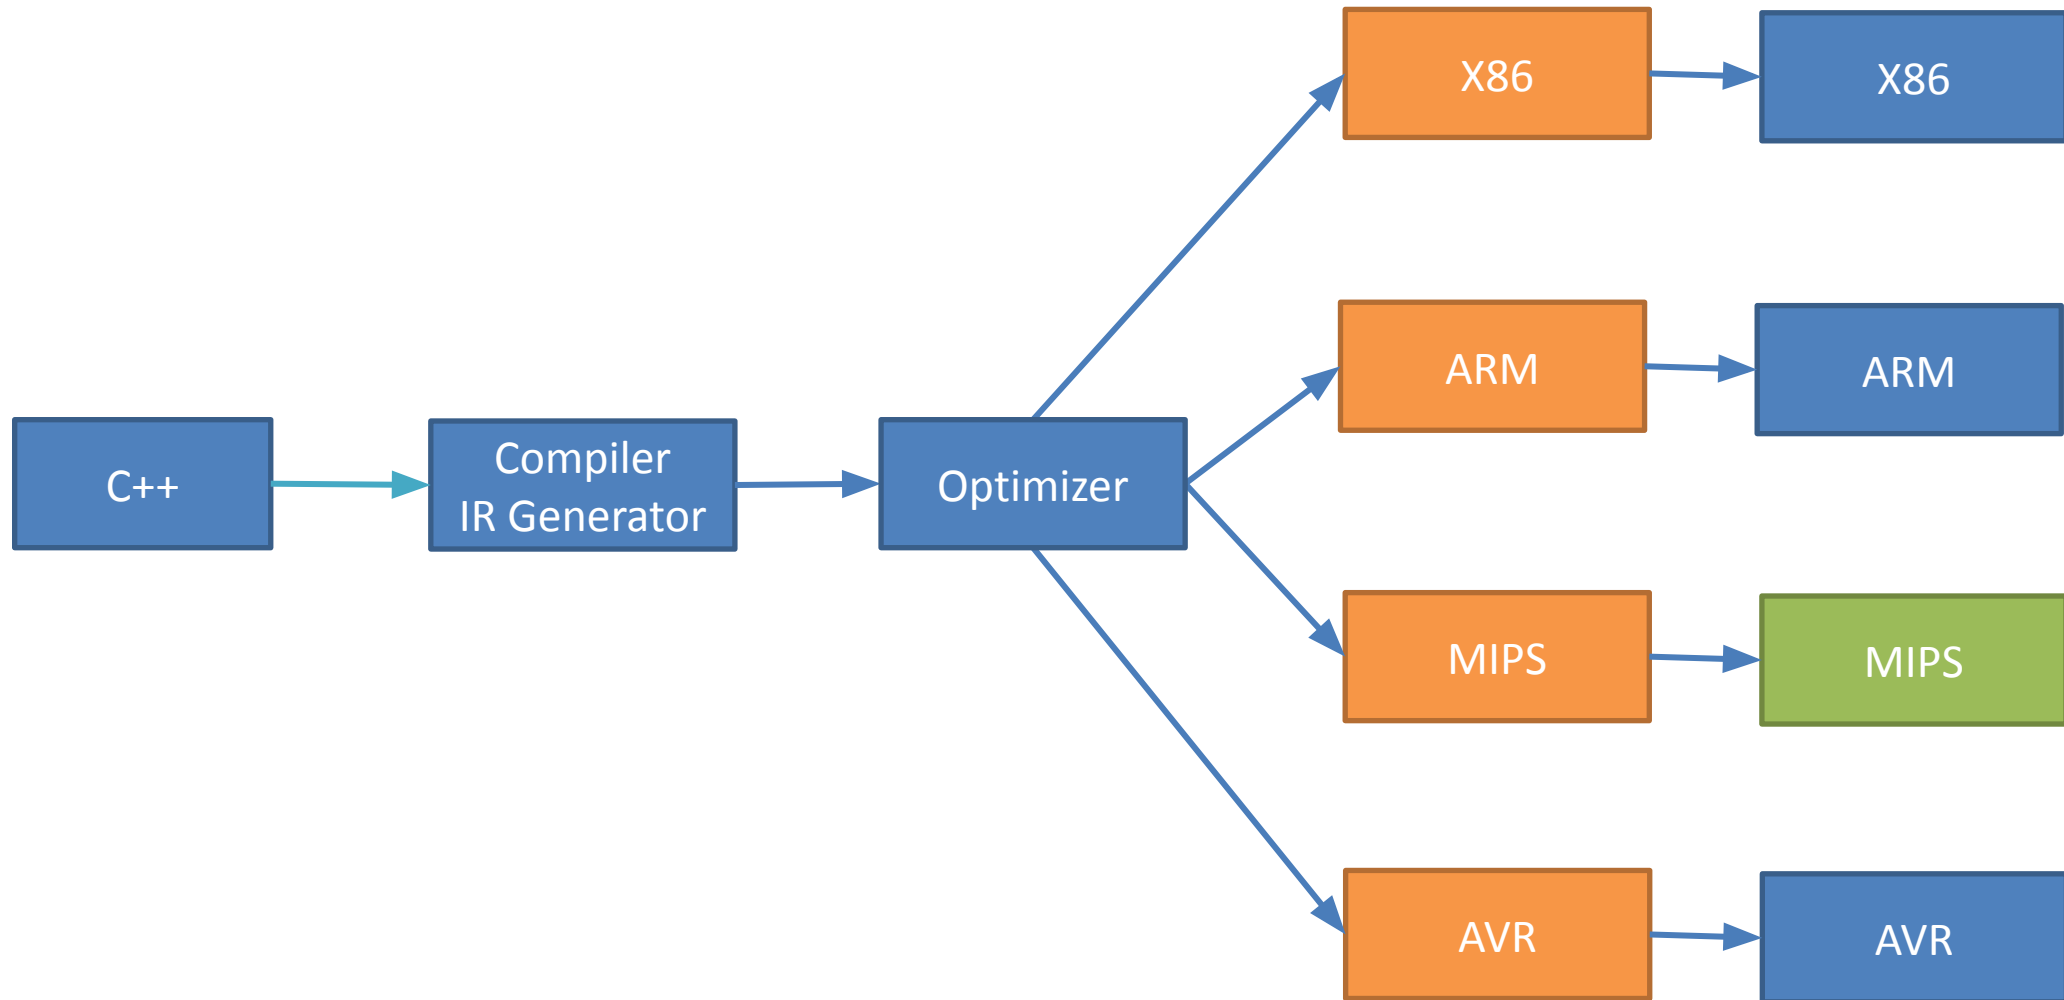 C++
Compiler
IR Generator
Optimizer
X86
X86
ARM
ARM
MIPS
MIPS
AVR
AVR